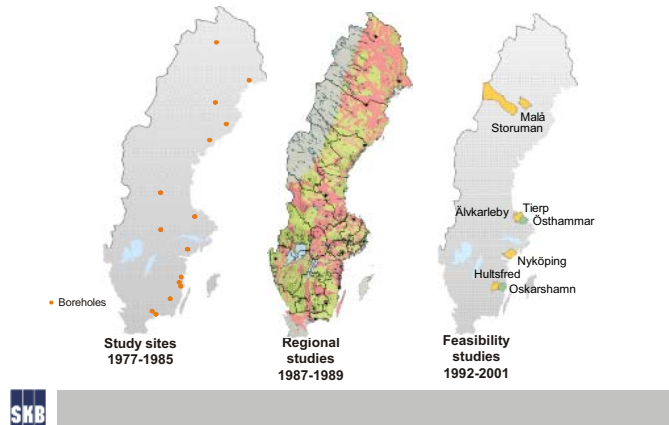 Malå
Storuman
Älvkarleby
Tierp
Östhammar
Nyköping
Hultsfred
Oskarshamn
Boreholes
Study sites
1977-1985
Regional
studies
1987-1989
Feasibility
studies
1992-2001
SKB